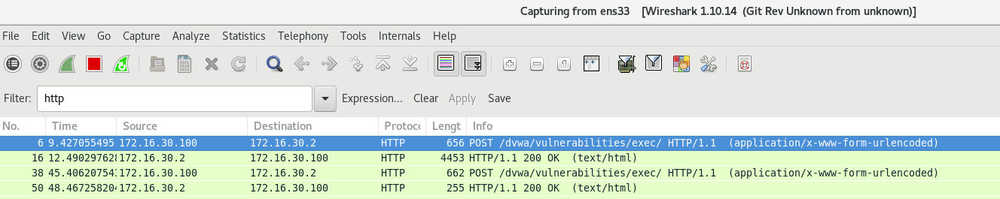 Capturing from ens33 [Wireshark 1.10.14 (Git Rev Unknown from unknown)]
File Edit View Go Capture Analyze Statistics Telephony Tools Internals Help
Filter: http Expression... Clear Apply Save
No. Time Source Destination Protoco Lengt Info
6 9.427055495 172.16.30.100 172.16.30.2 HTTP 656 POST /dvwa/vulnerabilities/exec/ HTTP/1.1 (application/x-www-form-urlencoded)
16 12.490297628 172.16.30.2 172.16.30.100 HTTP 4453 HTTP/1.1 200 OK (text/html)
38 45.40620754 172.16.30.100 172.16.30.2 HTTP 662 POST /dvwa/vulnerabilities/exec/ HTTP/1.1 (application/x-www-form-urlencoded)
50 48.46725820 172.16.30.2 172.16.30.100 HTTP 255 HTTP/1.1 200 OK (text/html)